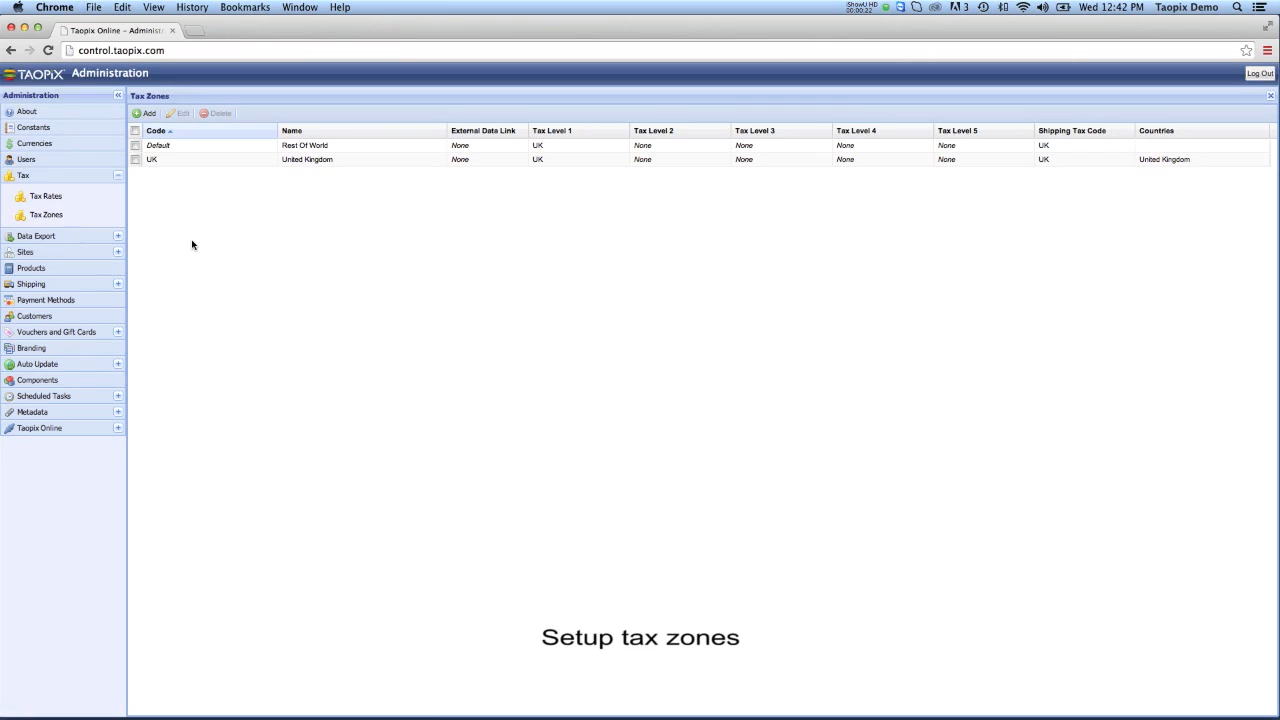 Chrome File Edit View History Bookmarks Window Help 00:00:22 3 Wed 12:42 PM Taopix Demo
Taopix Online – Administ
control.taopix.com
TAOPIX Administration Log Out
Administration
Tax Zones
About
Constants
Currencies
Users
Tax
Tax Rates
Tax Zones
Data Export
Sites
Products
Shipping
Payment Methods
Customers
Vouchers and Gift Cards
Branding
Auto Update
Components
Scheduled Tasks
Metadata
Taopix Online
Add Edit Delete
Code Name External Data Link Tax Level 1 Tax Level 2 Tax Level 3 Tax Level 4 Tax Level 5 Shipping Tax Code Countries
Default Rest Of World None UK None None None None UK
UK United Kingdom None UK None None None None UK United Kingdom
Setup tax zones